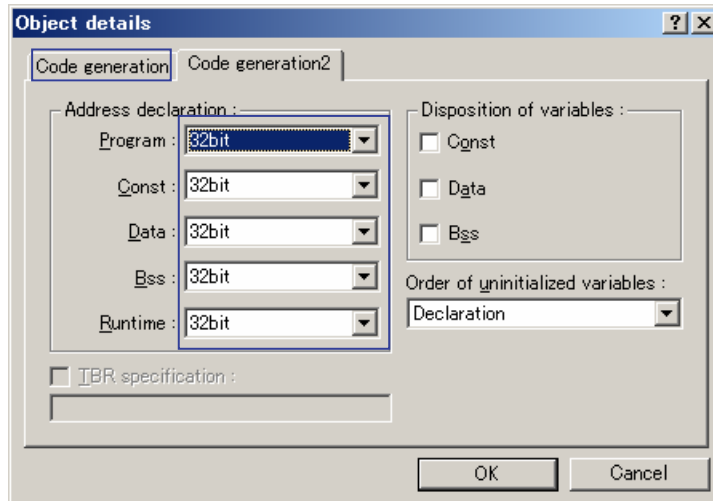 Object details
Code generation
Code generation2
Address declaration :
Program : 32bit
Const : 32bit
Data : 32bit
Bss : 32bit
Runtime : 32bit
TBR specification :
Disposition of variables :
Const
Data
Bss
Order of uninitialized variables :
Declaration
OK
Cancel